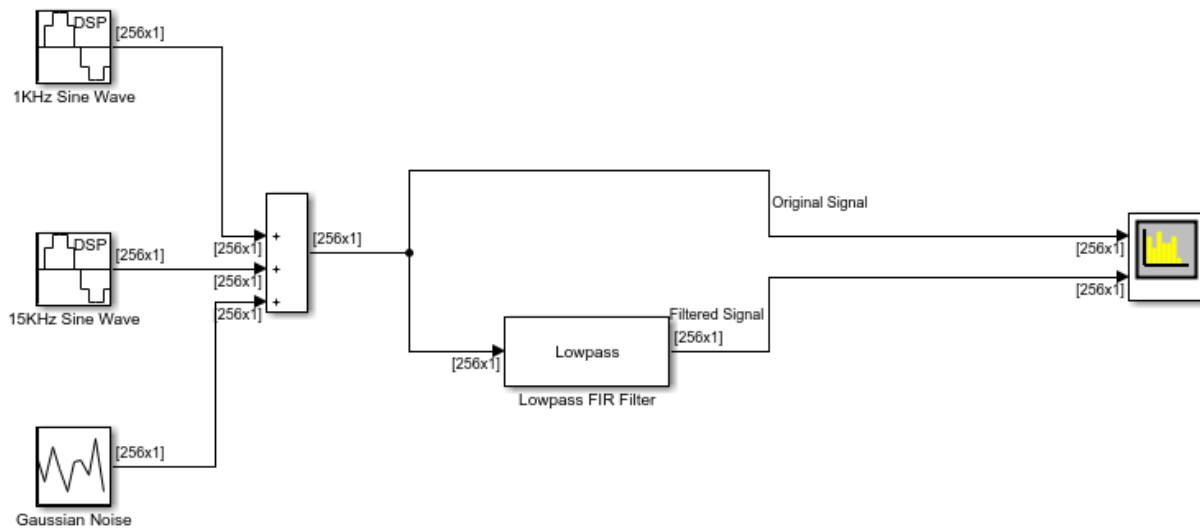 DSP
[256x1]
1KHz Sine Wave
Original Signal
+
[256x1]
[256x1]
[256x1]
DSP
[256x1]
+
[256x1]
[256x1]
15KHz Sine Wave
+
[256x1]
Filtered Signal
[256x1]
Lowpass
[256x1]
Lowpass FIR Filter
[256x1]
Gaussian Noise